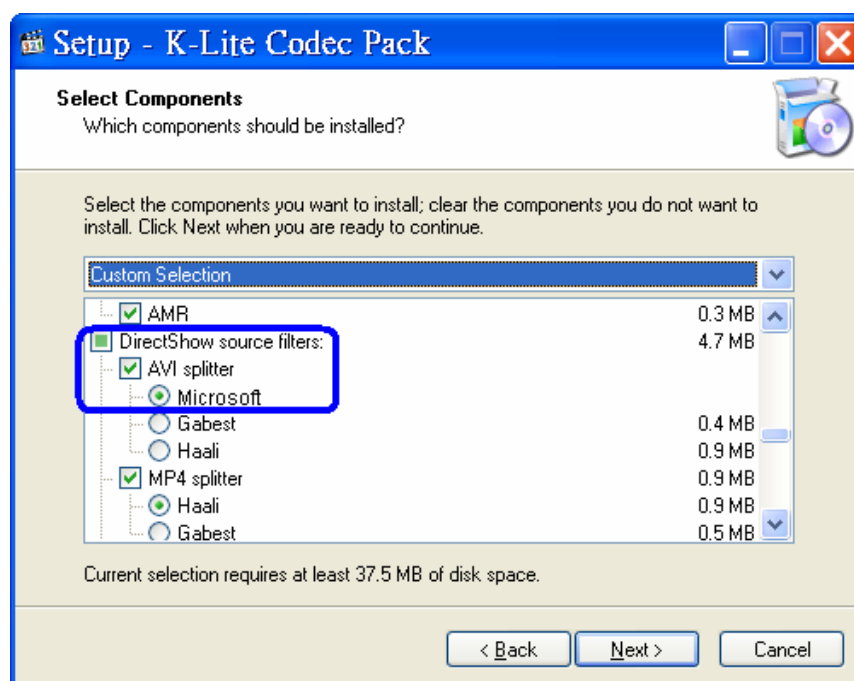 Setup - K-Lite Codec Pack
Select Components
Which components should be installed?
Select the components you want to install; clear the components you do not want to
install. Click Next when you are ready to continue.
Custom Selection
AMR 0.3 MB
DirectShow source filters: 4.7 MB
AVI splitter
Microsoft
Gabest 0.4 MB
Haali 0.9 MB
MP4 splitter 0.9 MB
Haali 0.9 MB
Gabest 0.5 MB
Current selection requires at least 37.5 MB of disk space.
< Back Next > Cancel